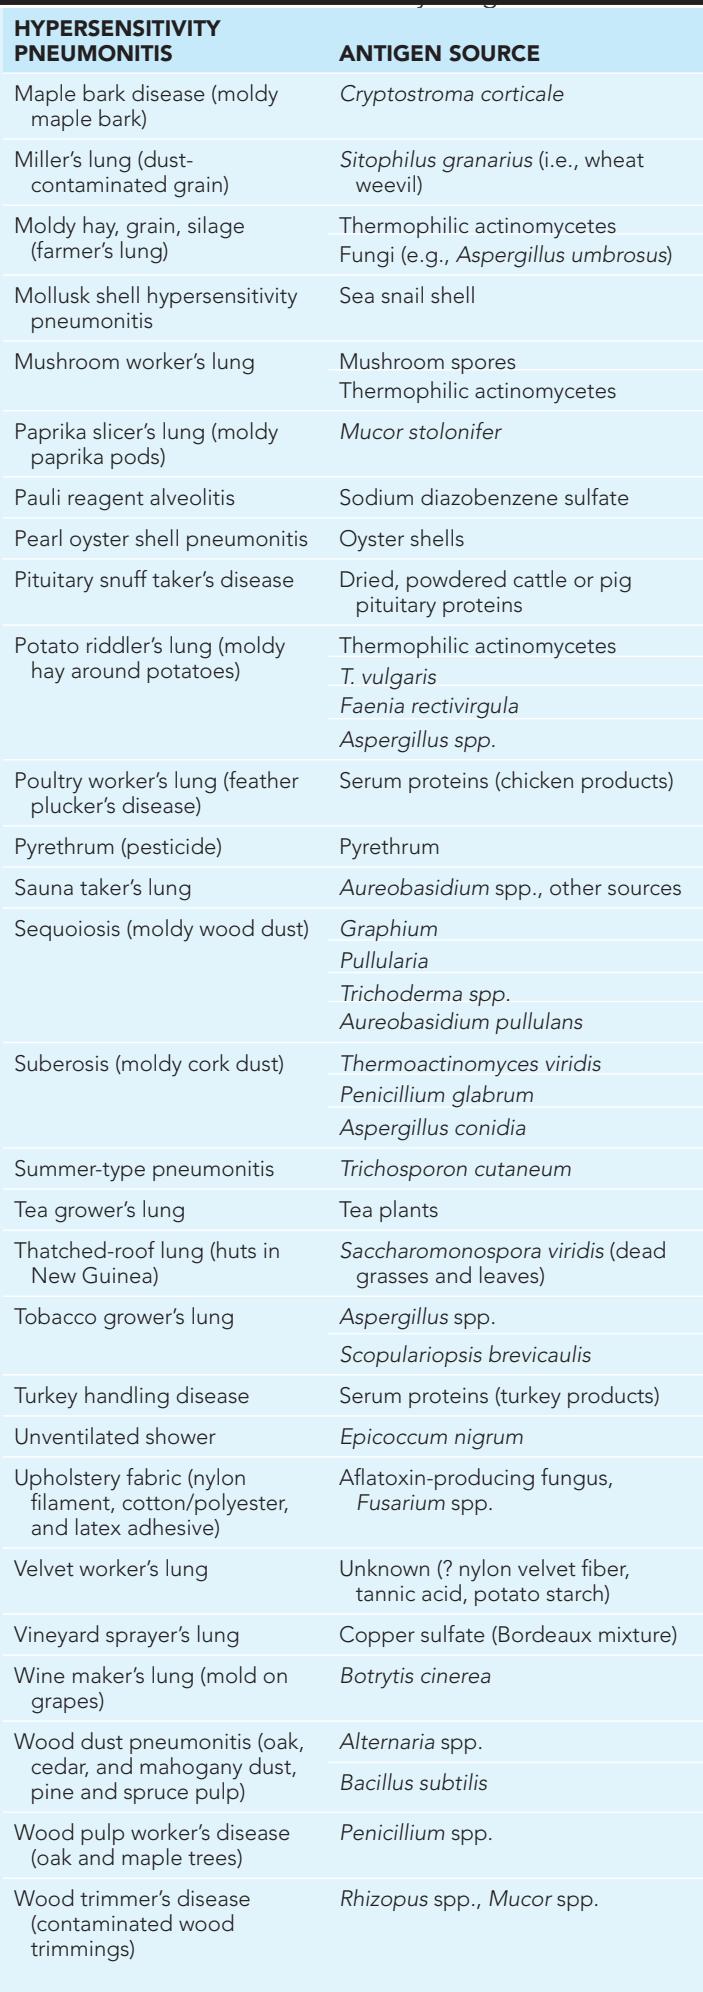 HYPERSENSITIVITY
PNEUMONITIS
ANTIGEN SOURCE
Maple bark disease (moldy
maple bark)
Cryptostroma corticale
Miller's lung (dust-
contaminated grain)
Sitophilus granarius (i.e., wheat
weevil)
Moldy hay, grain, silage
(farmer's lung)
Thermophilic actinomycetes
Fungi (e.g., Aspergillus umbrosus)
Mollusk shell hypersensitivity
pneumonitis
Sea snail shell
Mushroom worker's lung
Mushroom spores
Thermophilic actinomycetes
Paprika slicer's lung (moldy
paprika pods)
Mucor stolonifer
Pauli reagent alveolitis
Sodium diazobenzene sulfate
Pearl oyster shell pneumonitis
Oyster shells
Pituitary snuff taker's disease
Dried, powdered cattle or pig
pituitary proteins
Potato riddler's lung (moldy
hay around potatoes)
Thermophilic actinomycetes
T. vulgaris
Faenia rectivirgula
Aspergillus spp.
Poultry worker's lung (feather
plucker's disease)
Serum proteins (chicken products)
Pyrethrum (pesticide)
Pyrethrum
Sauna taker's lung
Aureobasidium spp., other sources
Sequoiosis (moldy wood dust)
Graphium
Pullularia
Trichoderma spp.
Aureobasidium pullulans
Suberosis (moldy cork dust)
Thermoactinomyces viridis
Penicillium glabrum
Aspergillus conidia
Summer-type pneumonitis
Trichosporon cutaneum
Tea grower's lung
Tea plants
Thatched-roof lung (huts in
New Guinea)
Saccharomonospora viridis (dead
grasses and leaves)
Tobacco grower's lung
Aspergillus spp.
Scopulariopsis brevicaulis
Turkey handling disease
Serum proteins (turkey products)
Unventilated shower
Epicoccum nigrum
Upholstery fabric (nylon
filament, cotton/polyester,
and latex adhesive)
Aflatoxin-producing fungus,
Fusarium spp.
Velvet worker's lung
Unknown (? nylon velvet fiber,
tannic acid, potato starch)
Vineyard sprayer's lung
Copper sulfate (Bordeaux mixture)
Wine maker's lung (mold on
grapes)
Botrytis cinerea
Wood dust pneumonitis (oak,
cedar, and mahogany dust,
pine and spruce pulp)
Alternaria spp.
Bacillus subtilis
Wood pulp worker's disease
(oak and maple trees)
Penicillium spp.
Wood trimmer's disease
(contaminated wood
trimmings)
Rhizopus spp., Mucor spp.